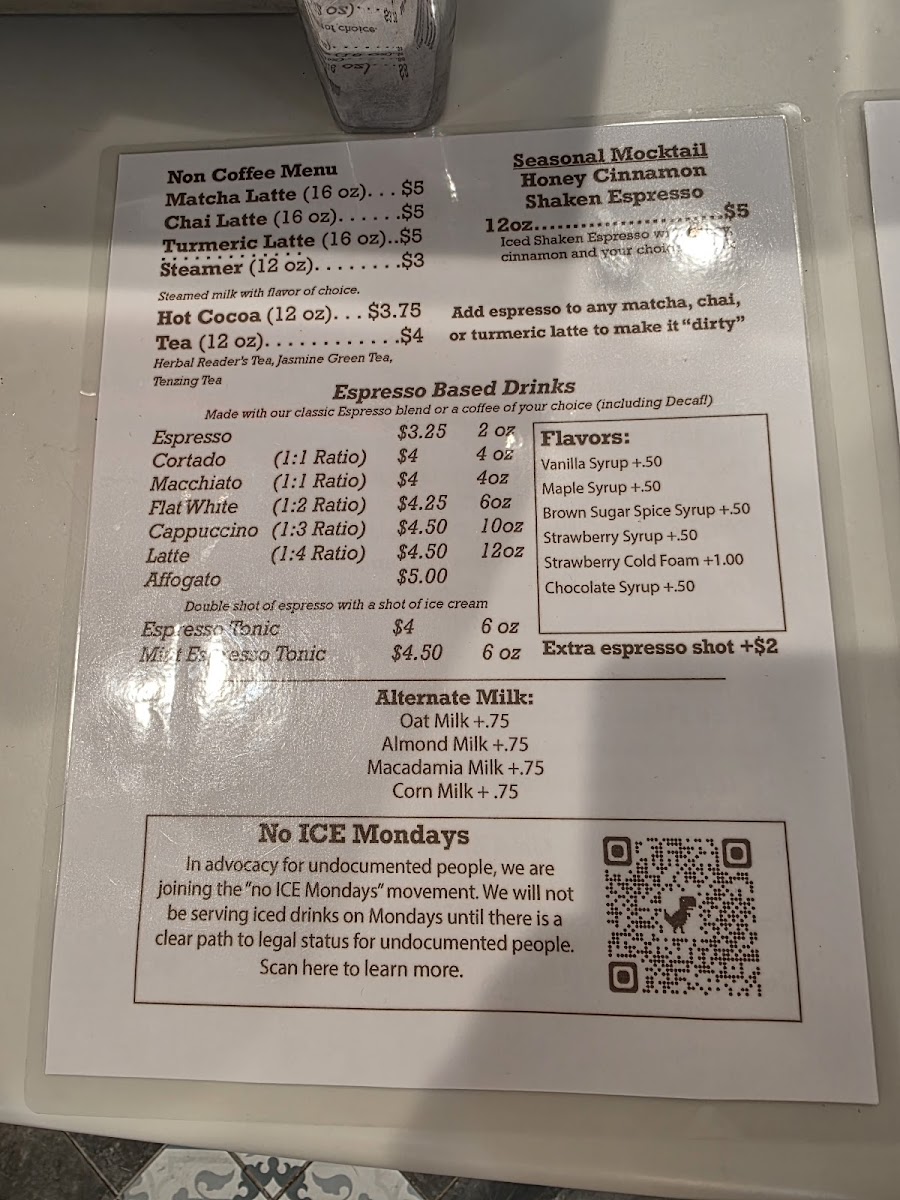 Non Coffee Menu
Matcha Latte (16 oz). . . $5
Chai Latte (16 oz). . . . . .$5
Turmeric Latte (16 oz)..$5
Steamer (12 oz). . . . . . . .$3
Steamed milk with flavor of choice.
Hot Cocoa (12 oz). . . $3.75
Tea (12 oz). . . . . . . . . . . .$4
Herbal Reader's Tea, Jasmine Green Tea,
Tenzing Tea
Seasonal Mocktail
Honey Cinnamon
Shaken Espresso
12oz...........................$5
Iced Shaken Espresso
cinnamon and your
Add espresso to any matcha, chai,
or turmeric latte to make it "dirty"
Espresso Based Drinks
Made with our classic Espresso blend or a coffee of your choice (including Decaf!)
Espresso $3.25 2 oz
Cortado (1:1 Ratio) $4 4 oz
Macchiato (1:1 Ratio) $4 4oz
Flat White (1:2 Ratio) $4.25 6oz
Cappuccino (1:3 Ratio) $4.50 10oz
Latte (1:4 Ratio) $4.50 12oz
Affogato $5.00
Double shot of espresso with a shot of ice cream
Espresso Tonic $4 6 oz
Mint Espresso Tonic $4.50 6 oz
Flavors:
Vanilla Syrup +.50
Maple Syrup +.50
Brown Sugar Spice Syrup +.50
Strawberry Syrup +.50
Strawberry Cold Foam +1.00
Chocolate Syrup +.50
Extra espresso shot +$2
Alternate Milk:
Oat Milk +.75
Almond Milk +.75
Macadamia Milk +.75
Corn Milk + .75
No ICE Mondays
In advocacy for undocumented people, we are
joining the "no ICE Mondays" movement. We will not
be serving iced drinks on Mondays until there is a
clear path to legal status for undocumented people.
Scan here to learn more.